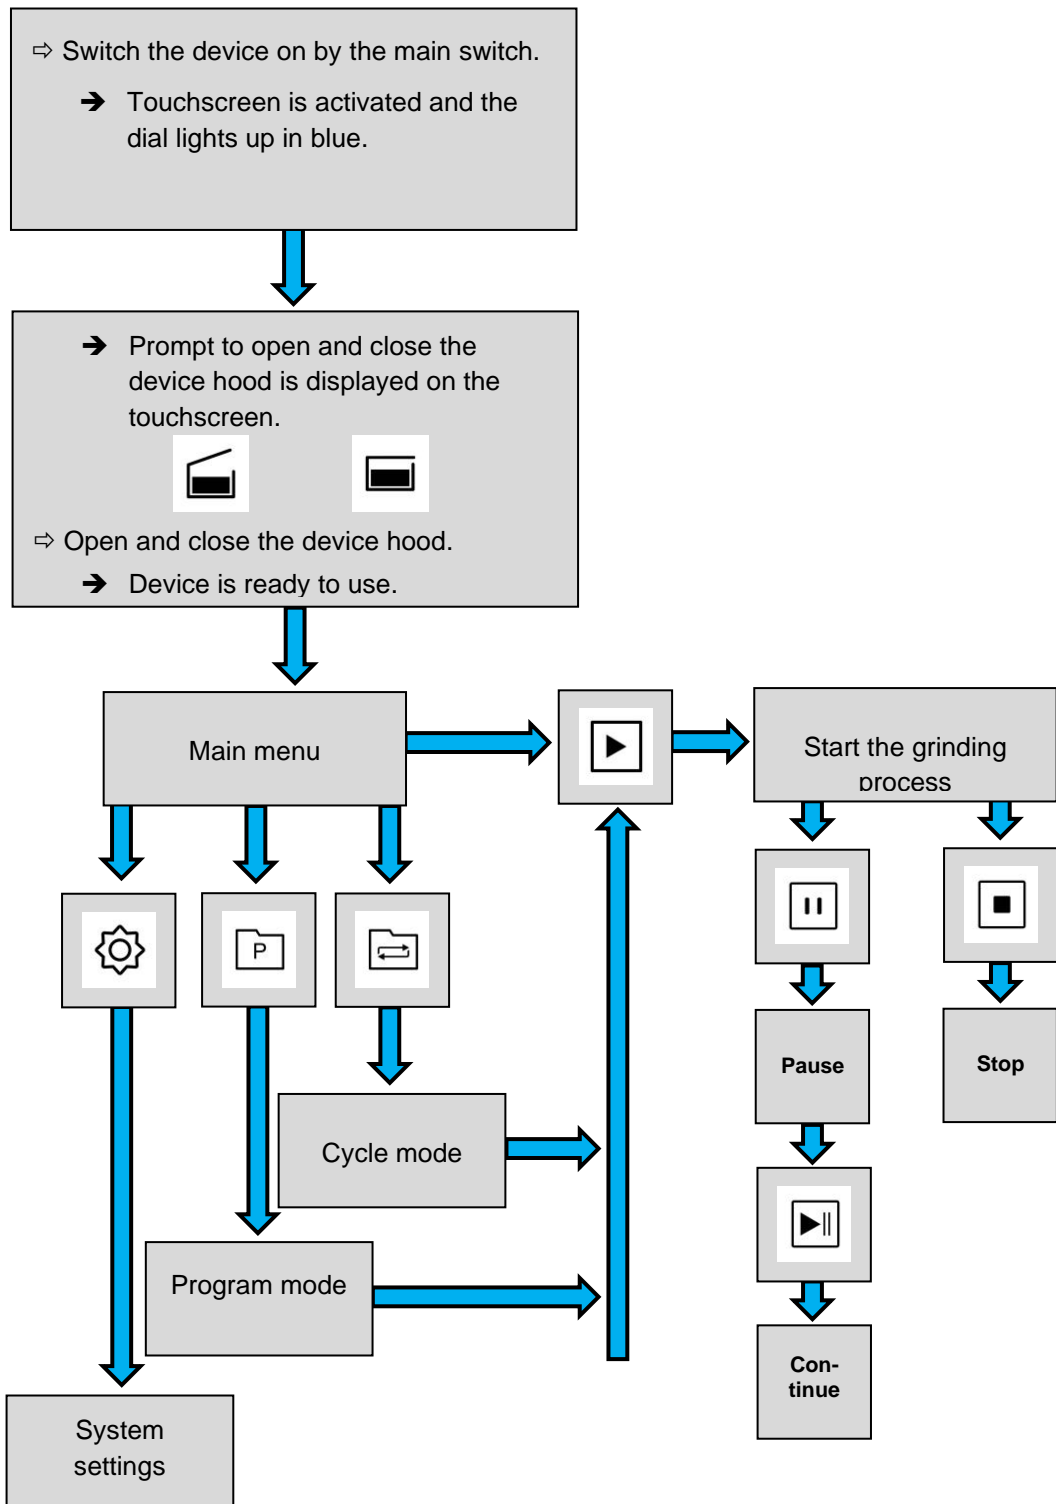 ⇨ Switch the device on by the main switch.
➔ Touchscreen is activated and the
dial lights up in blue.
➔ Prompt to open and close the
device hood is displayed on the
touchscreen.
⇨ Open and close the device hood.
➔ Device is ready to use.
Main menu
Start the grinding
process
P
Pause
Stop
Cycle mode
Program mode
Con-
tinue
System
settings